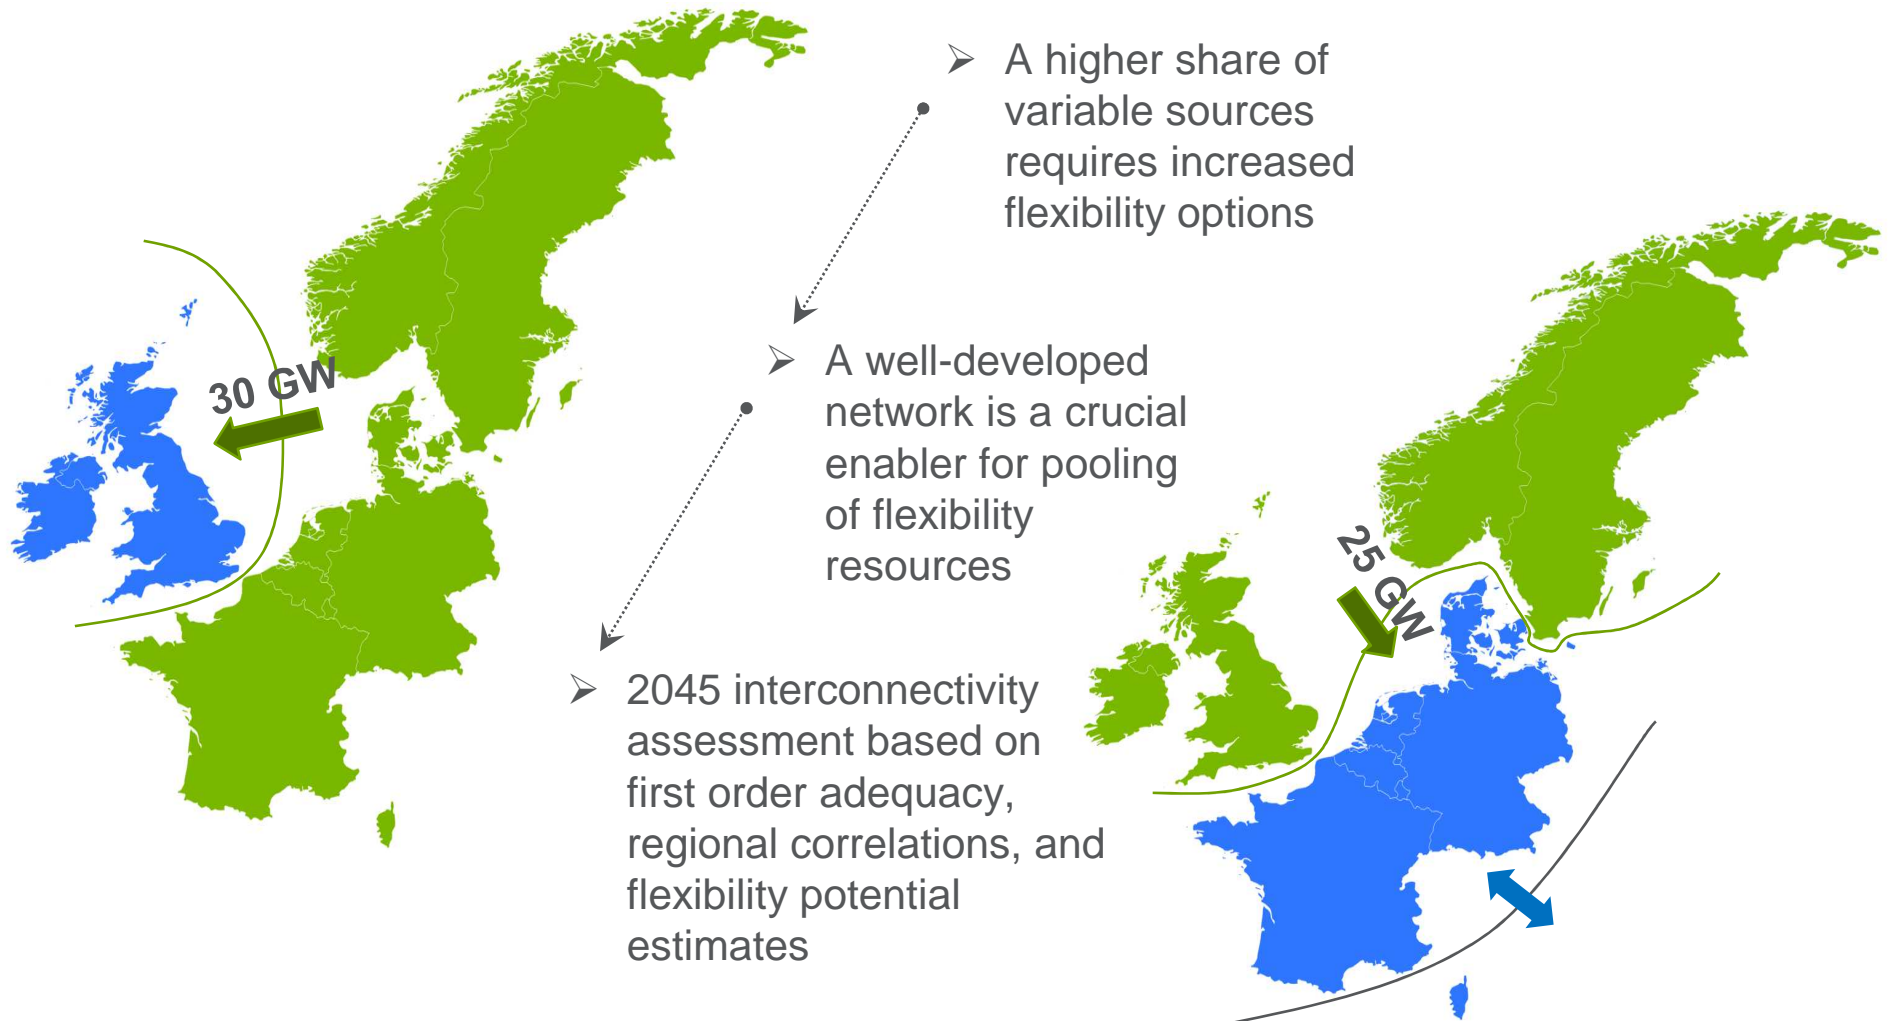 ➢ A higher share of
variable sources
requires increased
flexibility options
30 GW
➢ A well-developed
network is a crucial
enabler for pooling
of flexibility
resources
25 GW
➢ 2045 interconnectivity
assessment based on
first order adequacy,
regional correlations, and
flexibility potential
estimates